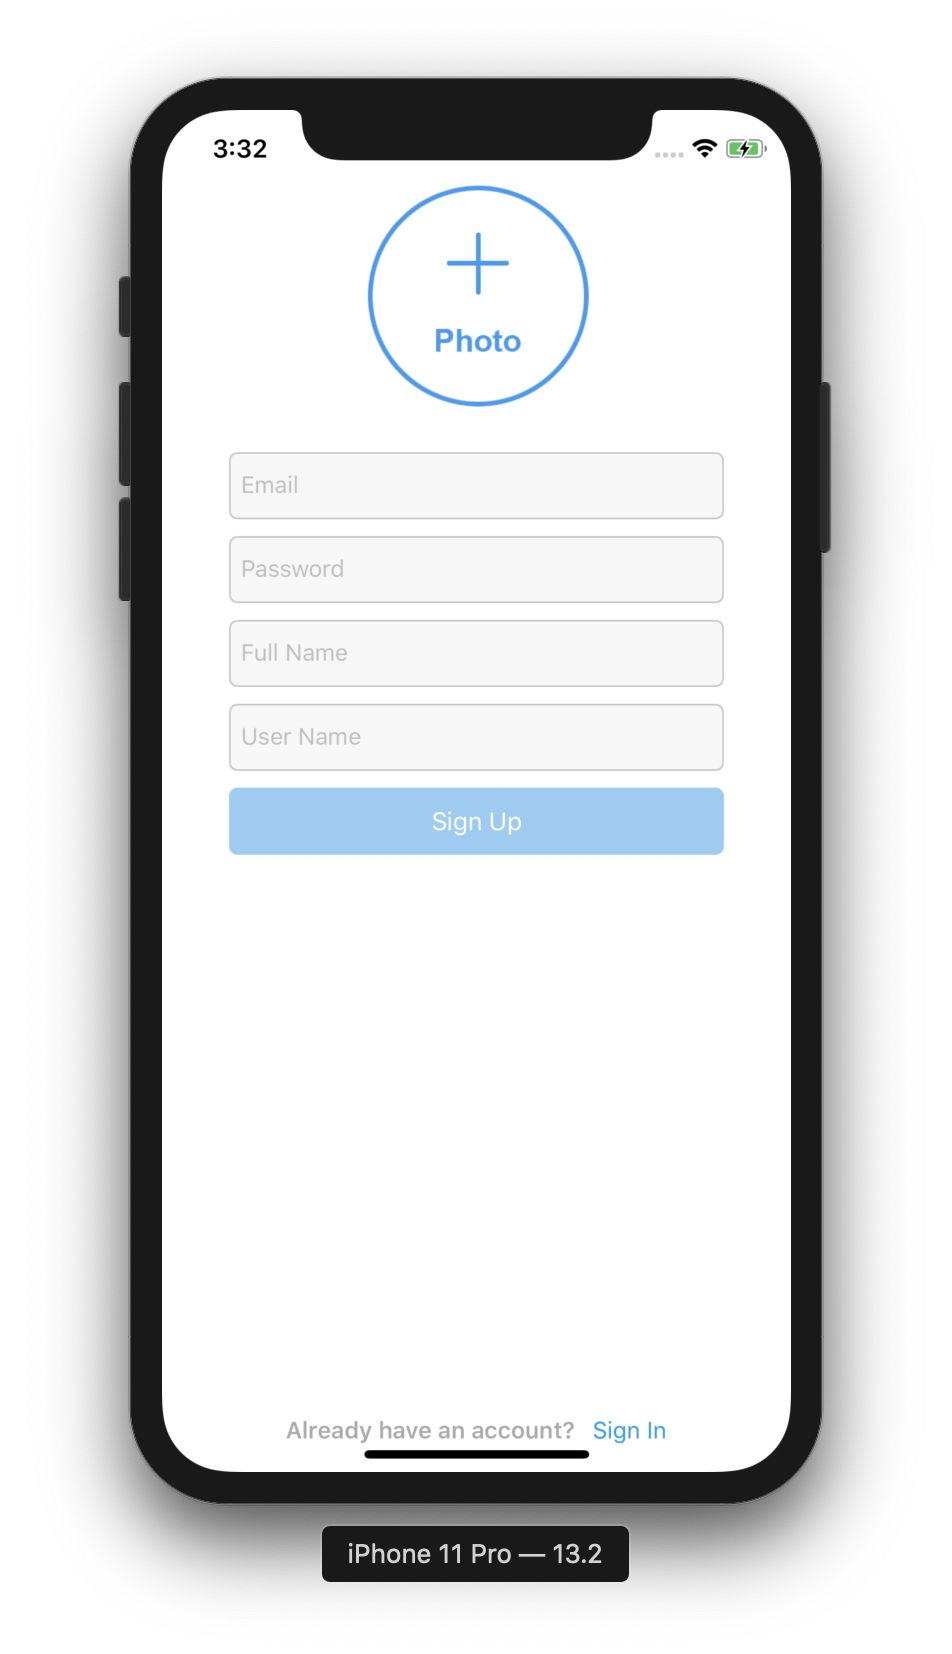 3:32
Photo
Email
Password
Full Name
User Name
Sign Up
Already have an account? Sign In
iPhone 11 Pro — 13.2